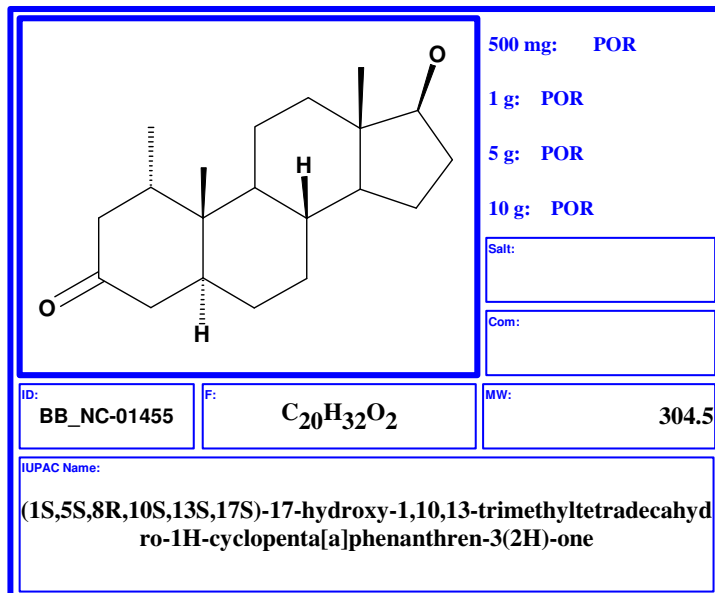 O
H
O
H
500 mg: POR
1 g: POR
5 g: POR
10 g: POR
Salt:
Com:
ID:
BB_NC-01455
F:
C20H32O2
MW:
304.5
IUPAC Name:
(1S,5S,8R,10S,13S,17S)-17-hydroxy-1,10,13-trimethyltetradecahyd
ro-1H-cyclopenta[a]phenanthren-3(2H)-one